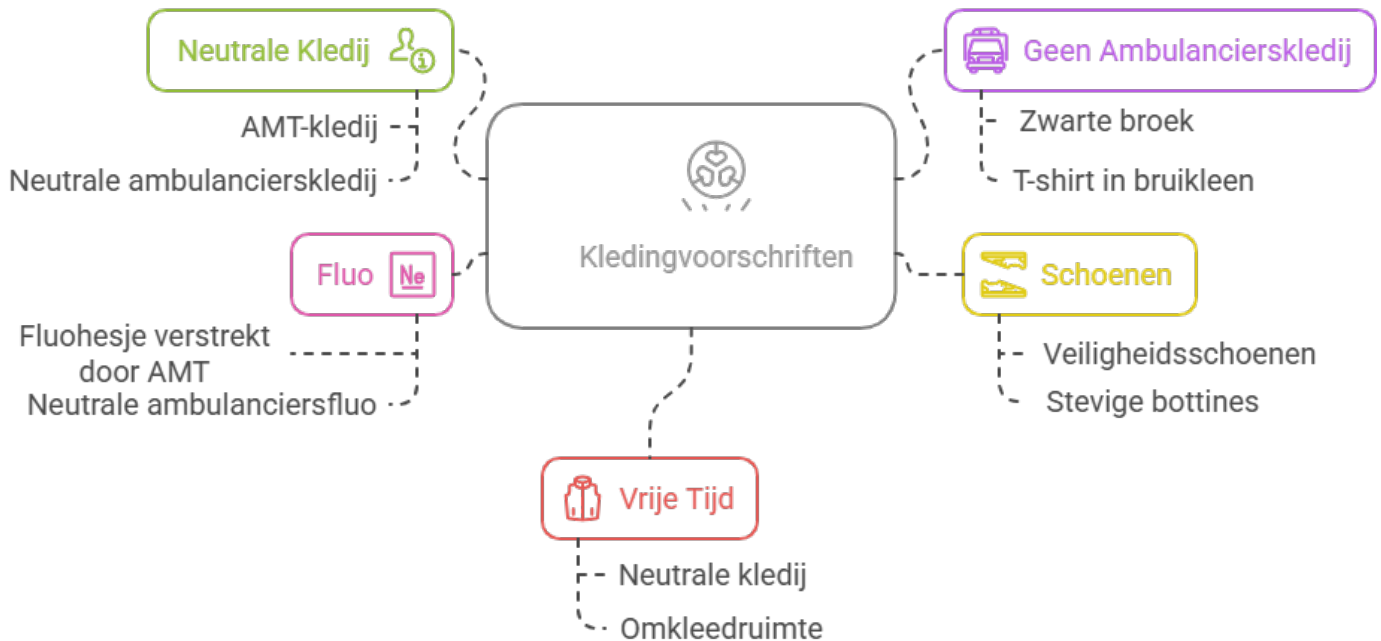 Neutrale Kledij
AMT-kledij
Neutrale ambulancierskledij
Fluo
Ne
Fluohesje verstrekt
door AMT
Neutrale ambulanciersfluo
Kledingvoorschriften
Geen Ambulancierskledij
Zwarte broek
T-shirt in bruikleen
Schoenen
Veiligheidsschoenen
Stevige bottines
Vrije Tijd
Neutrale kledij
Omkleedruimte